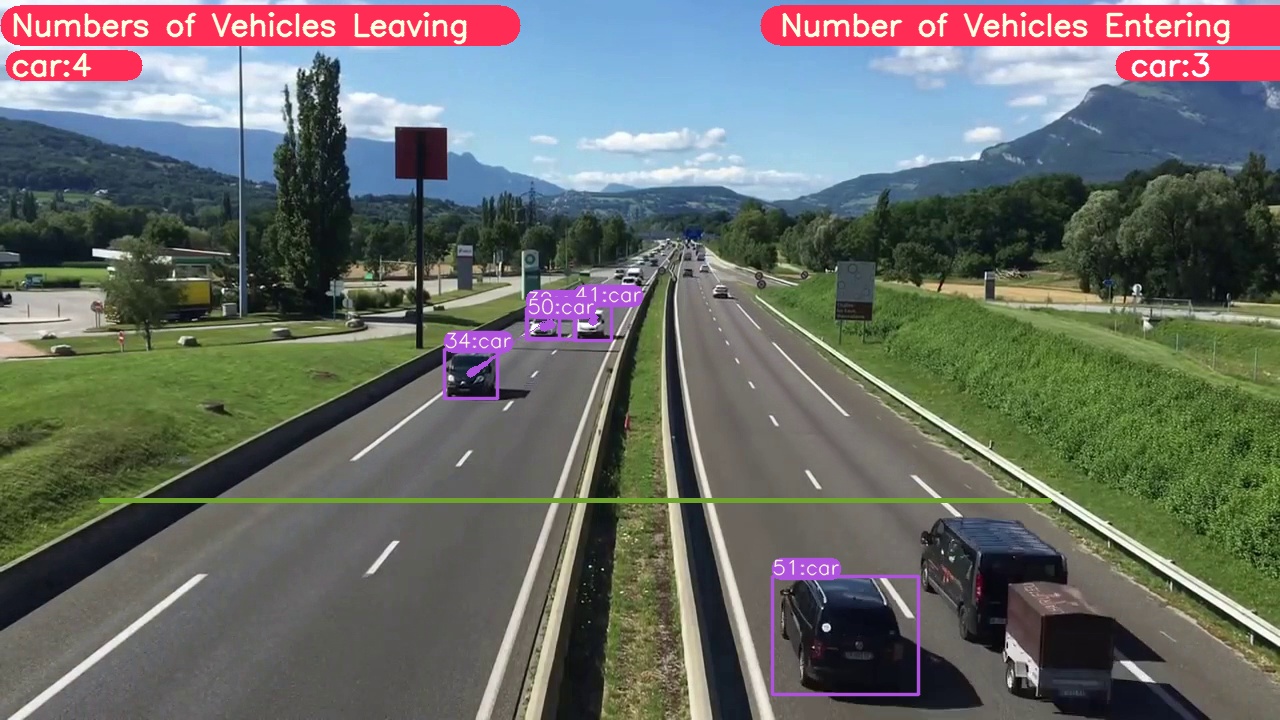 Numbers of Vehicles Leaving
Number of Vehicles Entering
car:4
car:3
41:car
50:car
34:car
51:car